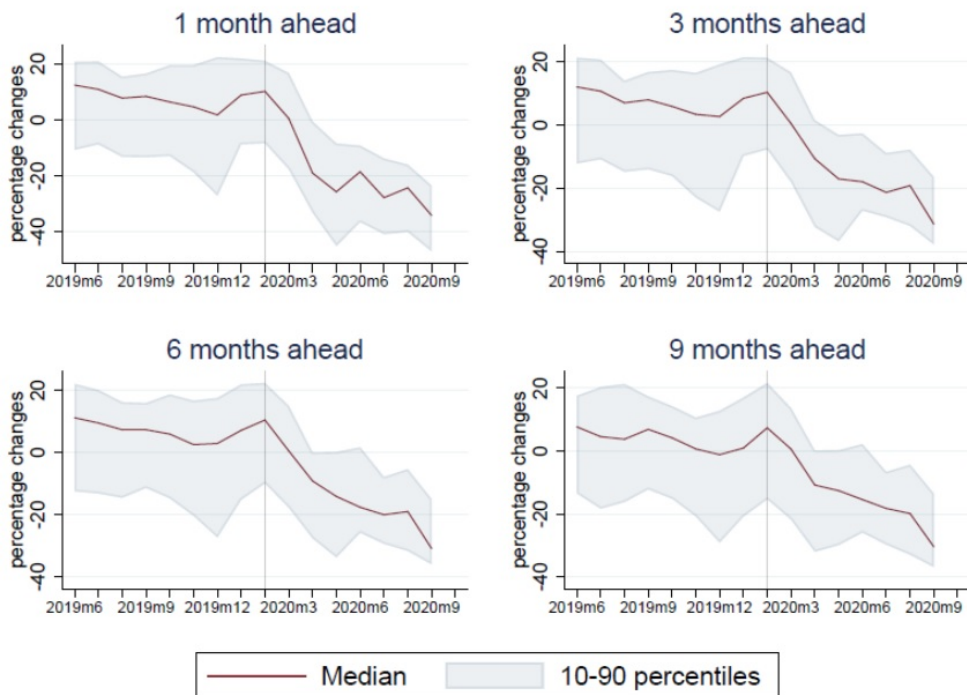 1 month ahead
percentage changes
20
0
-20
-40
2019m6 2019m9 2019m12 2020m3 2020m6 2020m9
3 months ahead
percentage changes
20
0
-20
-40
2019m6 2019m9 2019m12 2020m3 2020m6 2020m9
6 months ahead
percentage changes
20
0
-20
-40
2019m6 2019m9 2019m12 2020m3 2020m6 2020m9
9 months ahead
percentage changes
20
0
-20
-40
2019m6 2019m9 2019m12 2020m3 2020m6 2020m9
Median 10-90 percentiles